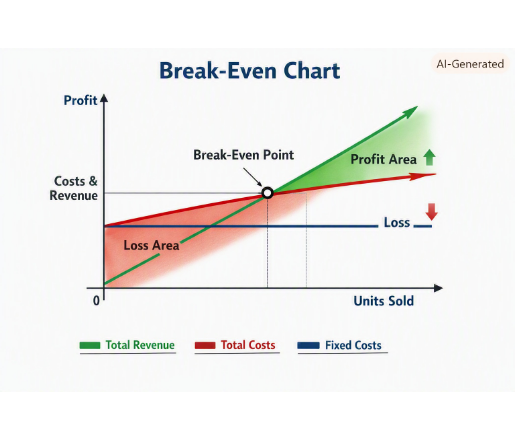 AI-Generated
Break-Even Chart
Profit
Break-Even Point
Profit Area
Costs &
Revenue
Loss
Loss Area
0
Units Sold
Total Revenue
Total Costs
Fixed Costs